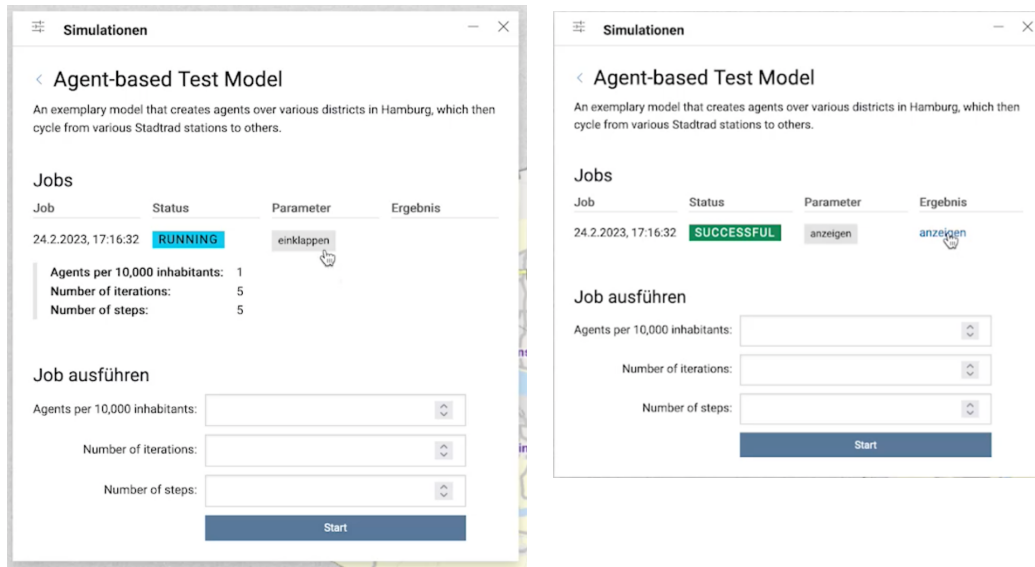 Simulationen
Agent-based Test Model
An exemplary model that creates agents over various districts in Hamburg, which then
cycle from various Stadtrad stations to others.
Jobs
Job Status Parameter Ergebnis
24.2.2023, 17:16:32 RUNNING einklappen
Agents per 10,000 inhabitants: 1
Number of iterations: 5
Number of steps: 5
Job ausführen
Agents per 10,000 inhabitants:
Number of iterations:
Number of steps:
Start
Simulationen
Agent-based Test Model
An exemplary model that creates agents over various districts in Hamburg, which then
cycle from various Stadtrad stations to others.
Jobs
Job Status Parameter Ergebnis
24.2.2023, 17:16:32 SUCCESSFUL anzeigen anzeigen
Job ausführen
Agents per 10,000 inhabitants:
Number of iterations:
Number of steps:
Start